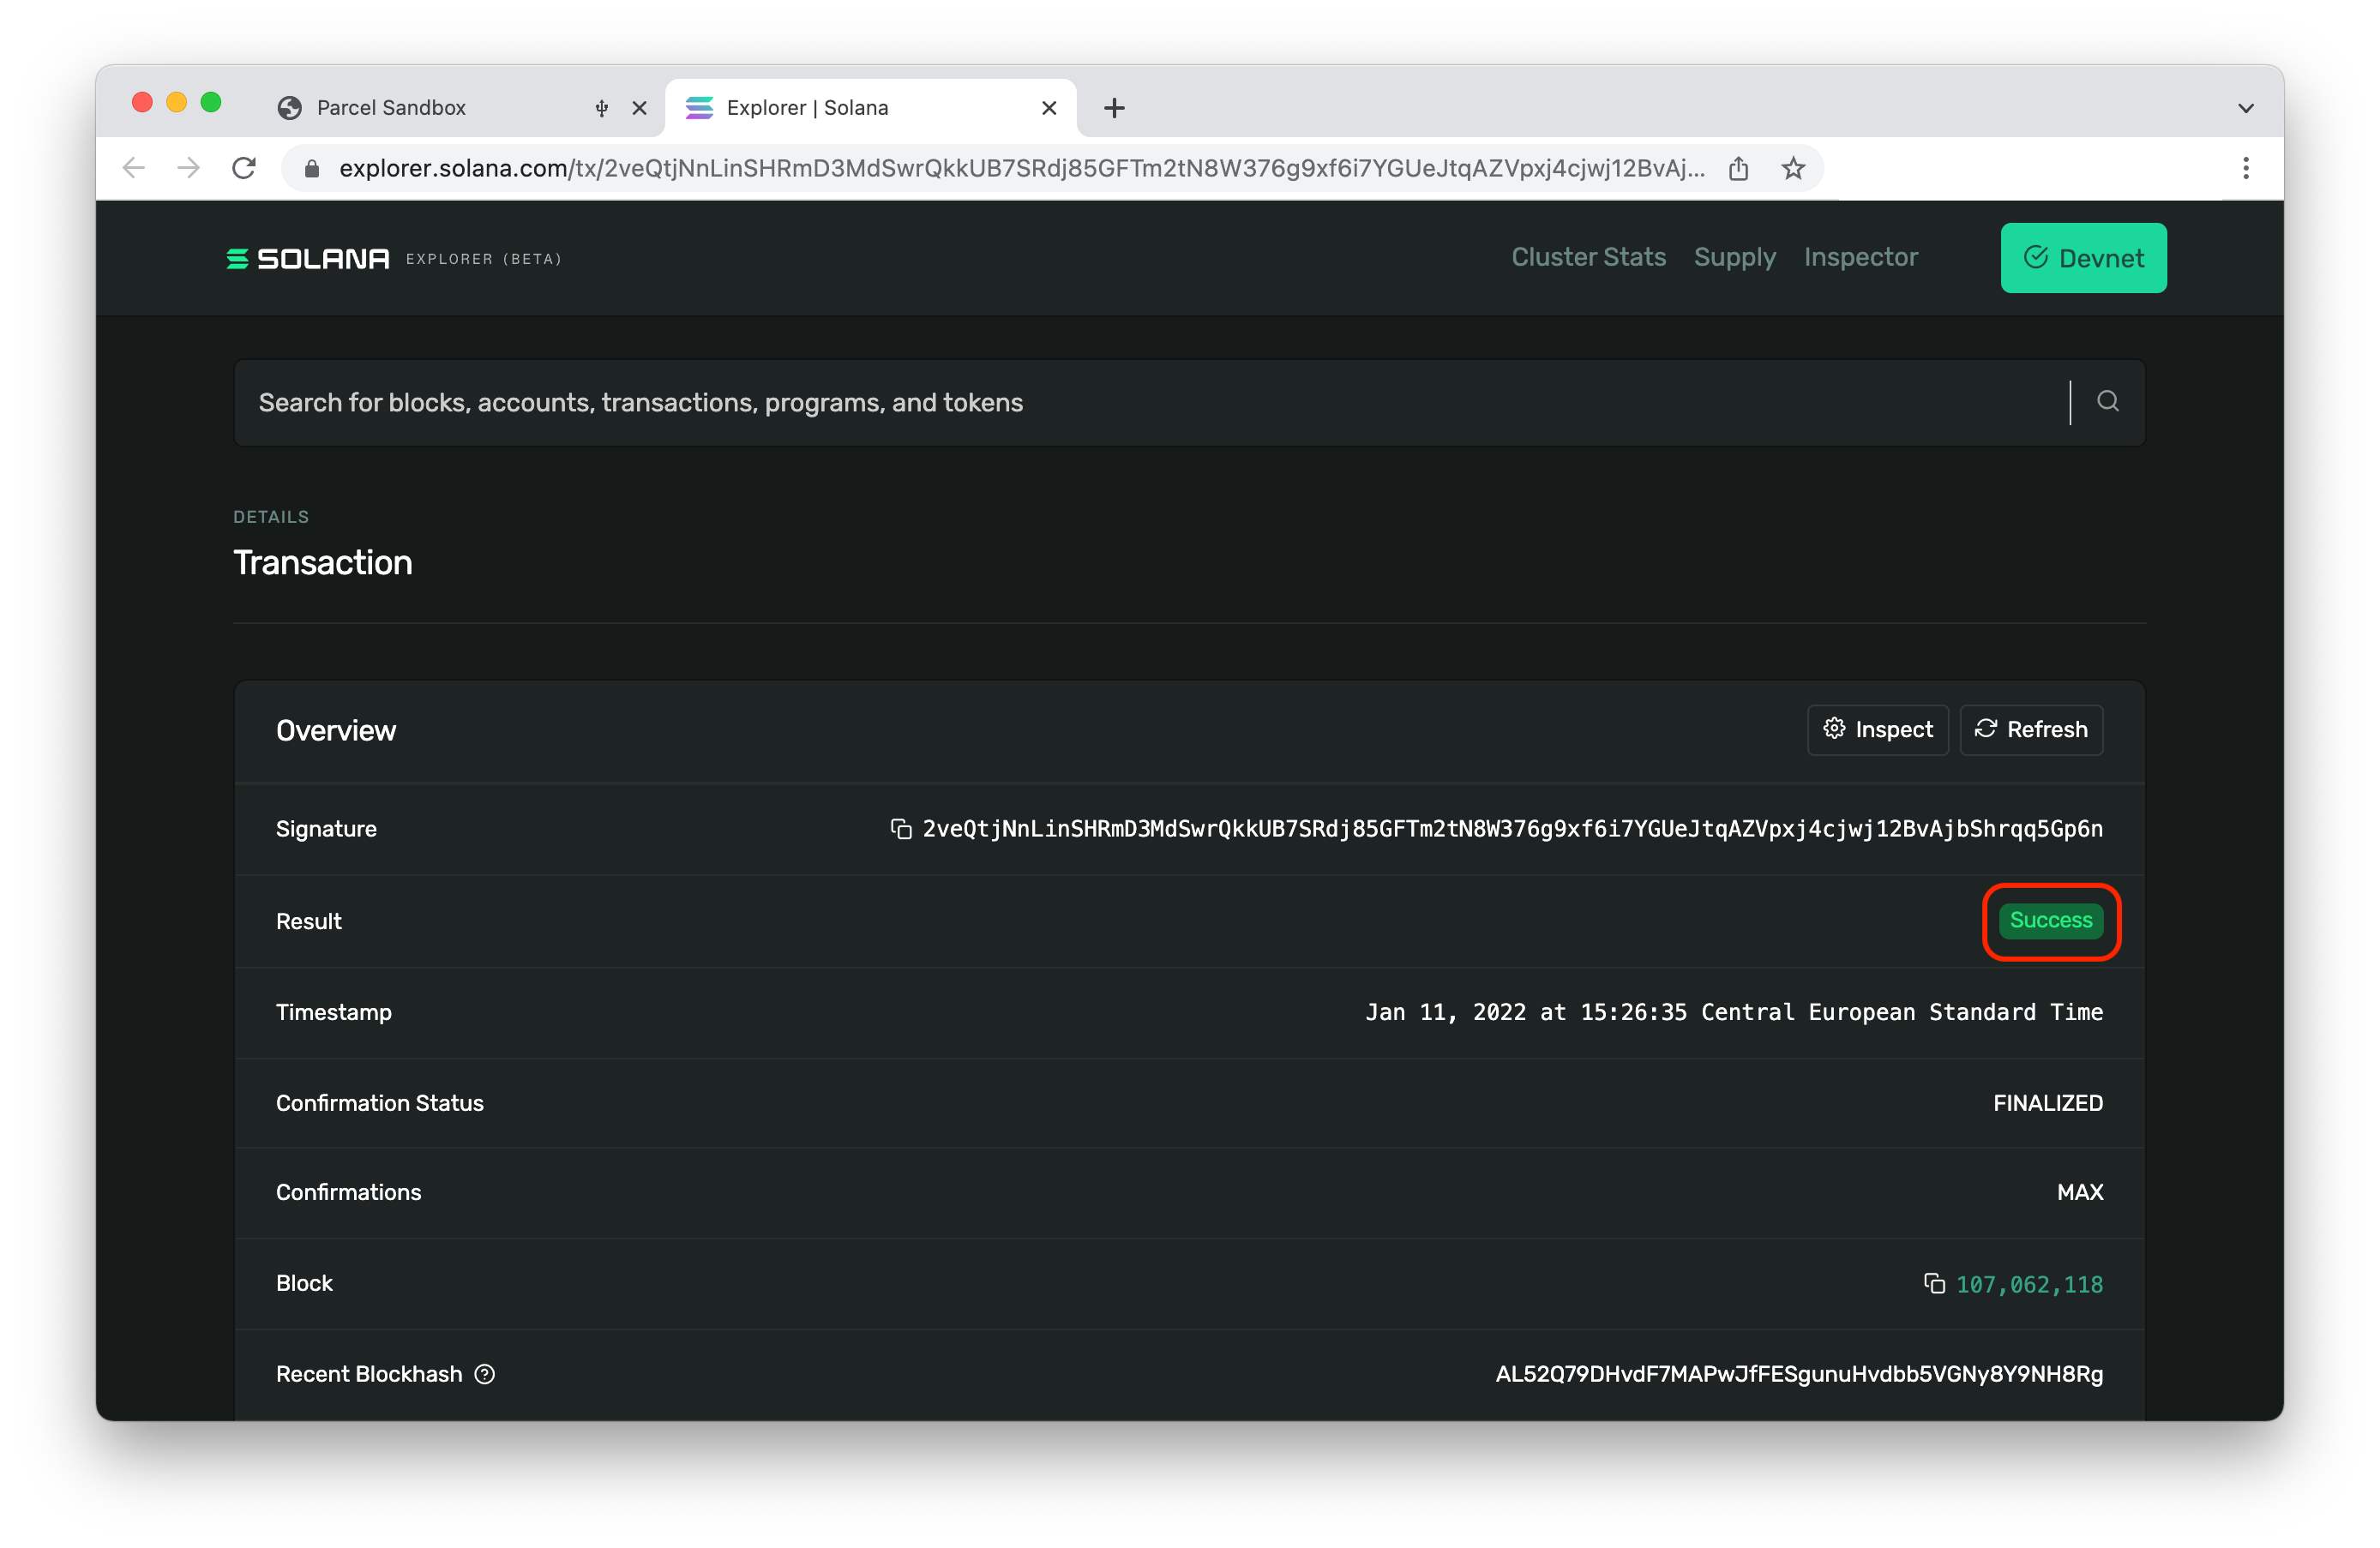 Parcel Sandbox
Explorer | Solana
explorer.solana.com/tx/2veQtjNnLinSHRmD3MdSwrQkkUB7SRdj85GFTm2tN8W376g9xf6i7YGUeJtqAZVpxj4cjwj12BvAj...
SOLANA EXPLORER (BETA)
Cluster Stats Supply Inspector Devnet
Search for blocks, accounts, transactions, programs, and tokens
DETAILS
Transaction
Overview Inspect Refresh
Signature 2veQtjNnLinSHRmD3MdSwrQkkUB7SRdj85GFTm2tN8W376g9xf6i7YGUeJtqAZVpxj4cjwj12BvAjbShrqq5Gp6n
Result Success
Timestamp Jan 11, 2022 at 15:26:35 Central European Standard Time
Confirmation Status FINALIZED
Confirmations MAX
Block 107,062,118
Recent Blockhash AL52Q79DHvdF7MAPwJfFESgunuHvdbb5VGNy8Y9NH8Rg